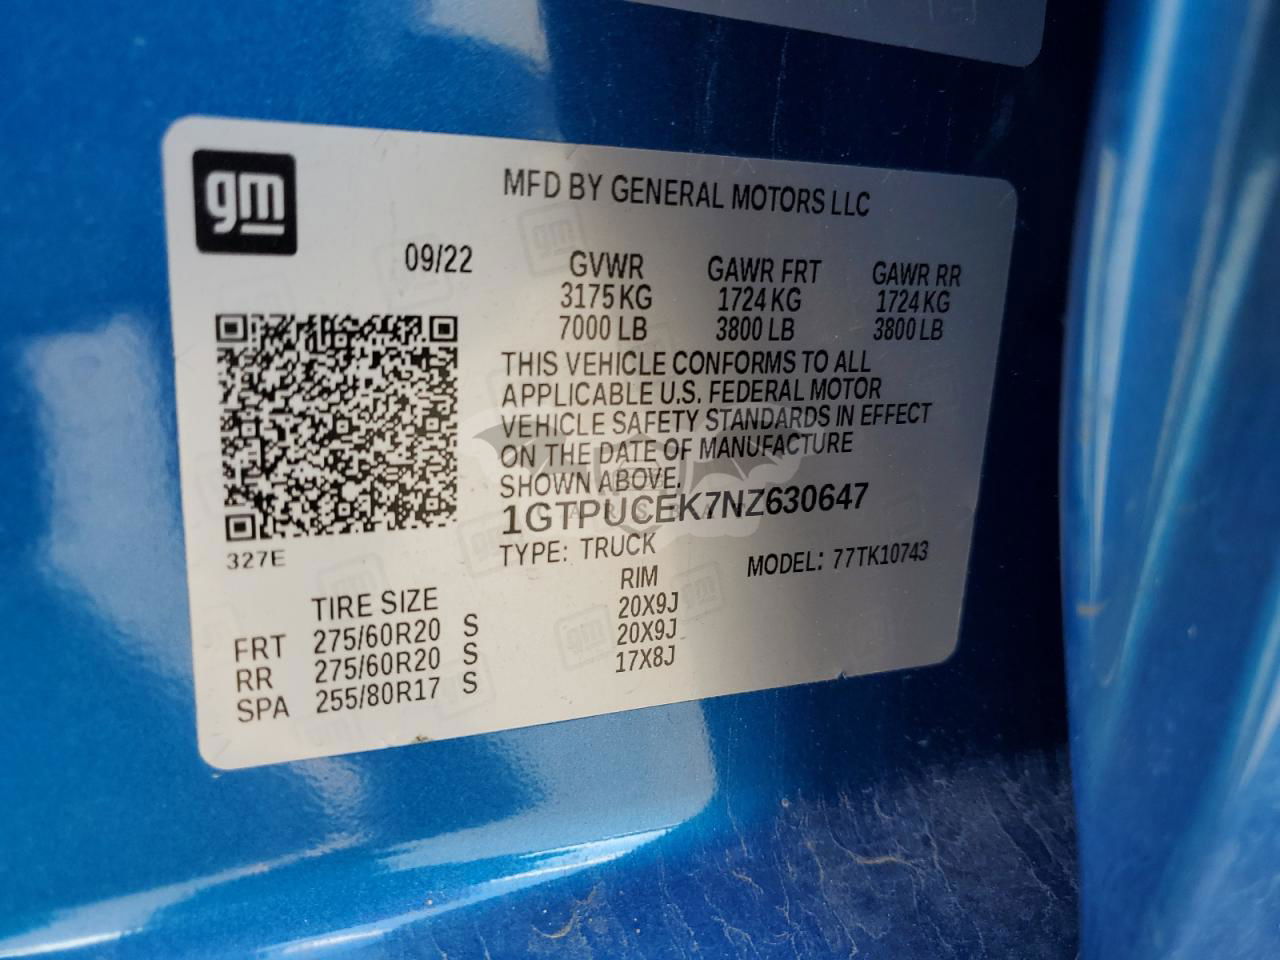 gm
MFD BY GENERAL MOTORS LLC
09/22
GVWR GAWR FRT GAWR RR
3175 KG 1724 KG 1724 KG
7000 LB 3800 LB 3800 LB
THIS VEHICLE CONFORMS TO ALL
APPLICABLE U.S. FEDERAL MOTOR
VEHICLE SAFETY STANDARDS IN EFFECT
ON THE DATE OF MANUFACTURE
SHOWN ABOVE.
1GTPUCEK7NZ630647
327E
TYPE: TRUCK MODEL: 77TK10743
TIRE SIZE RIM
FRT 275/60R20 S 20X9J
RR 275/60R20 S 20X9J
SPA 255/80R17 S 17X8J